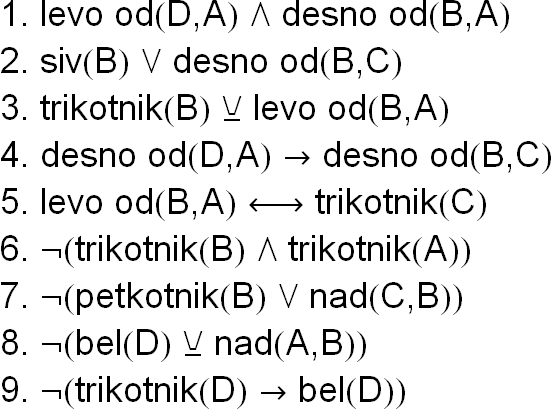 1. levo od(D,A) ∧ desno od(B,A)
2. siv(B) ∨ desno od(B,C)
3. trikotnik(B) ⊻ levo od(B,A)
4. desno od(D,A) → desno od(B,C)
5. levo od(B,A) ⟷ trikotnik(C)
6. ¬(trikotnik(B) ∧ trikotnik(A))
7. ¬(petkotnik(B) ∨ nad(C,B))
8. ¬(bel(D) ⊻ nad(A,B))
9. ¬(trikotnik(D) → bel(D))